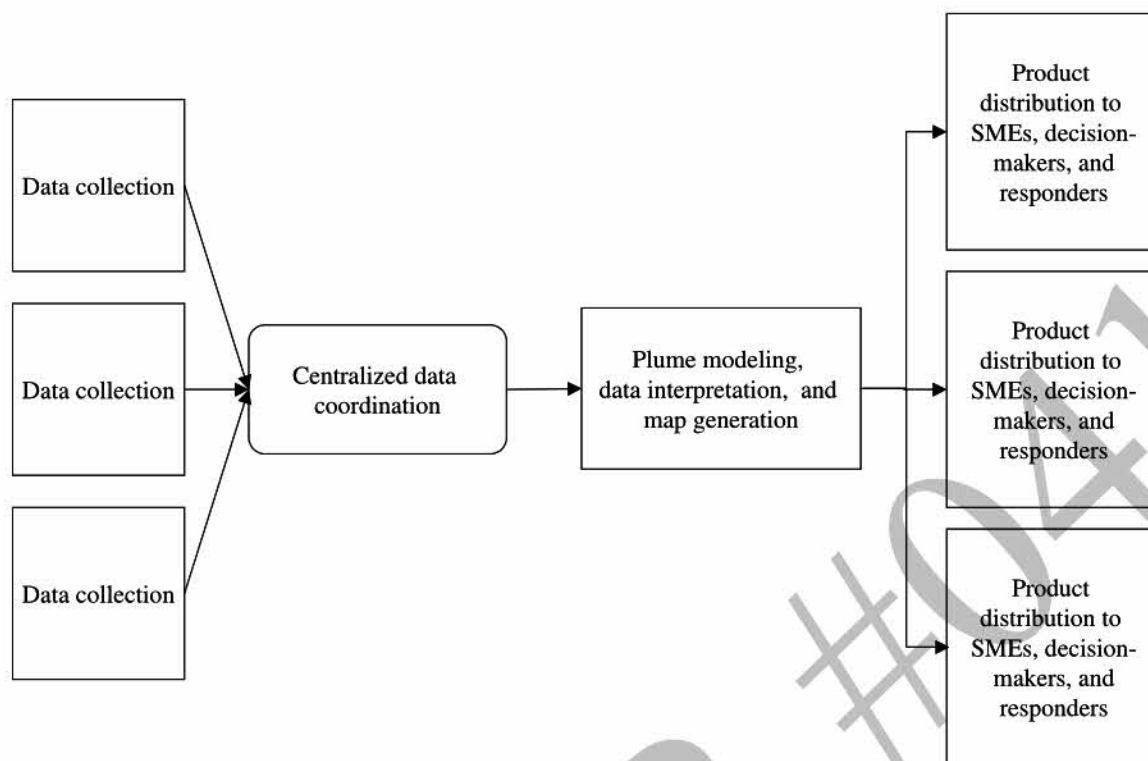 Data collection
Data collection
Data collection
Centralized data
coordination
Plume modeling,
data interpretation, and
map generation
Product
distribution to
SMEs, decision-
makers, and
responders
Product
distribution to
SMEs, decision-
makers, and
responders
Product
distribution to
SMEs, decision-
makers, and
responders
#041